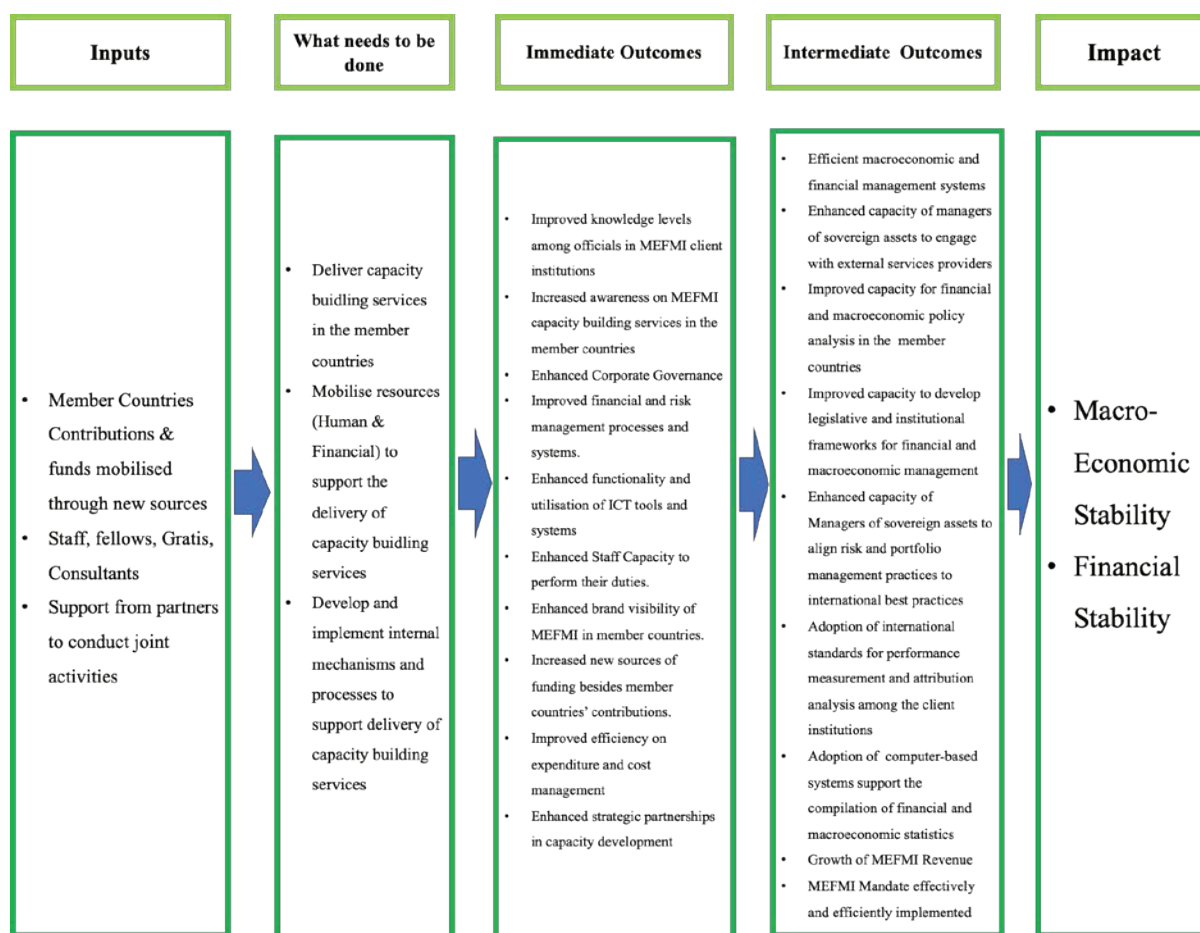 Inputs
What needs to be
done
Immediate Outcomes
Intermediate Outcomes
Impact
• Member Countries
Contributions &
funds mobilised
through new sources
• Staff, fellows, Gratis,
Consultants
• Support from partners
to conduct joint
activities
• Deliver capacity
buidling services
in the member
countries
• Mobilise resources
(Human &
Financial) to
support the
delivery of
capacity buidling
services
• Develop and
implement internal
mechanisms and
processes to
support delivery of
capacity building
services
• Improved knowledge levels
among officials in MEFMI client
institutions
• Increased awareness on MEFMI
capacity building services in the
member countries
• Enhanced Corporate Governance
• Improved financial and risk
management processes and
systems.
• Enhanced functionality and
utilisation of ICT tools and
systems
• Enhanced Staff Capacity to
perform their duties.
• Enhanced brand visibility of
MEFMI in member countries.
• Increased new sources of
funding besides member
countries’ contributions.
• Improved efficiency on
expenditure and cost
management
• Enhanced strategic partnerships
in capacity development
• Efficient macroeconomic and
financial management systems
• Enhanced capacity of managers
of sovereign assets to engage
with external services providers
• Improved capacity for financial
and macroeconomic policy
analysis in the member
countries
• Improved capacity to develop
legislative and institutional
frameworks for financial and
macroeconomic management
• Enhanced capacity of
Managers of sovereign assets to
align risk and portfolio
management practices to
international best practices
• Adoption of international
standards for performance
measurement and attribution
analysis among the client
institutions
• Adoption of computer-based
systems support the
compilation of financial and
macroeconomic statistics
• Growth of MEFMI Revenue
• MEFMI Mandate effectively
and efficiently implemented
• Macro-
Economic
Stability
• Financial
Stability